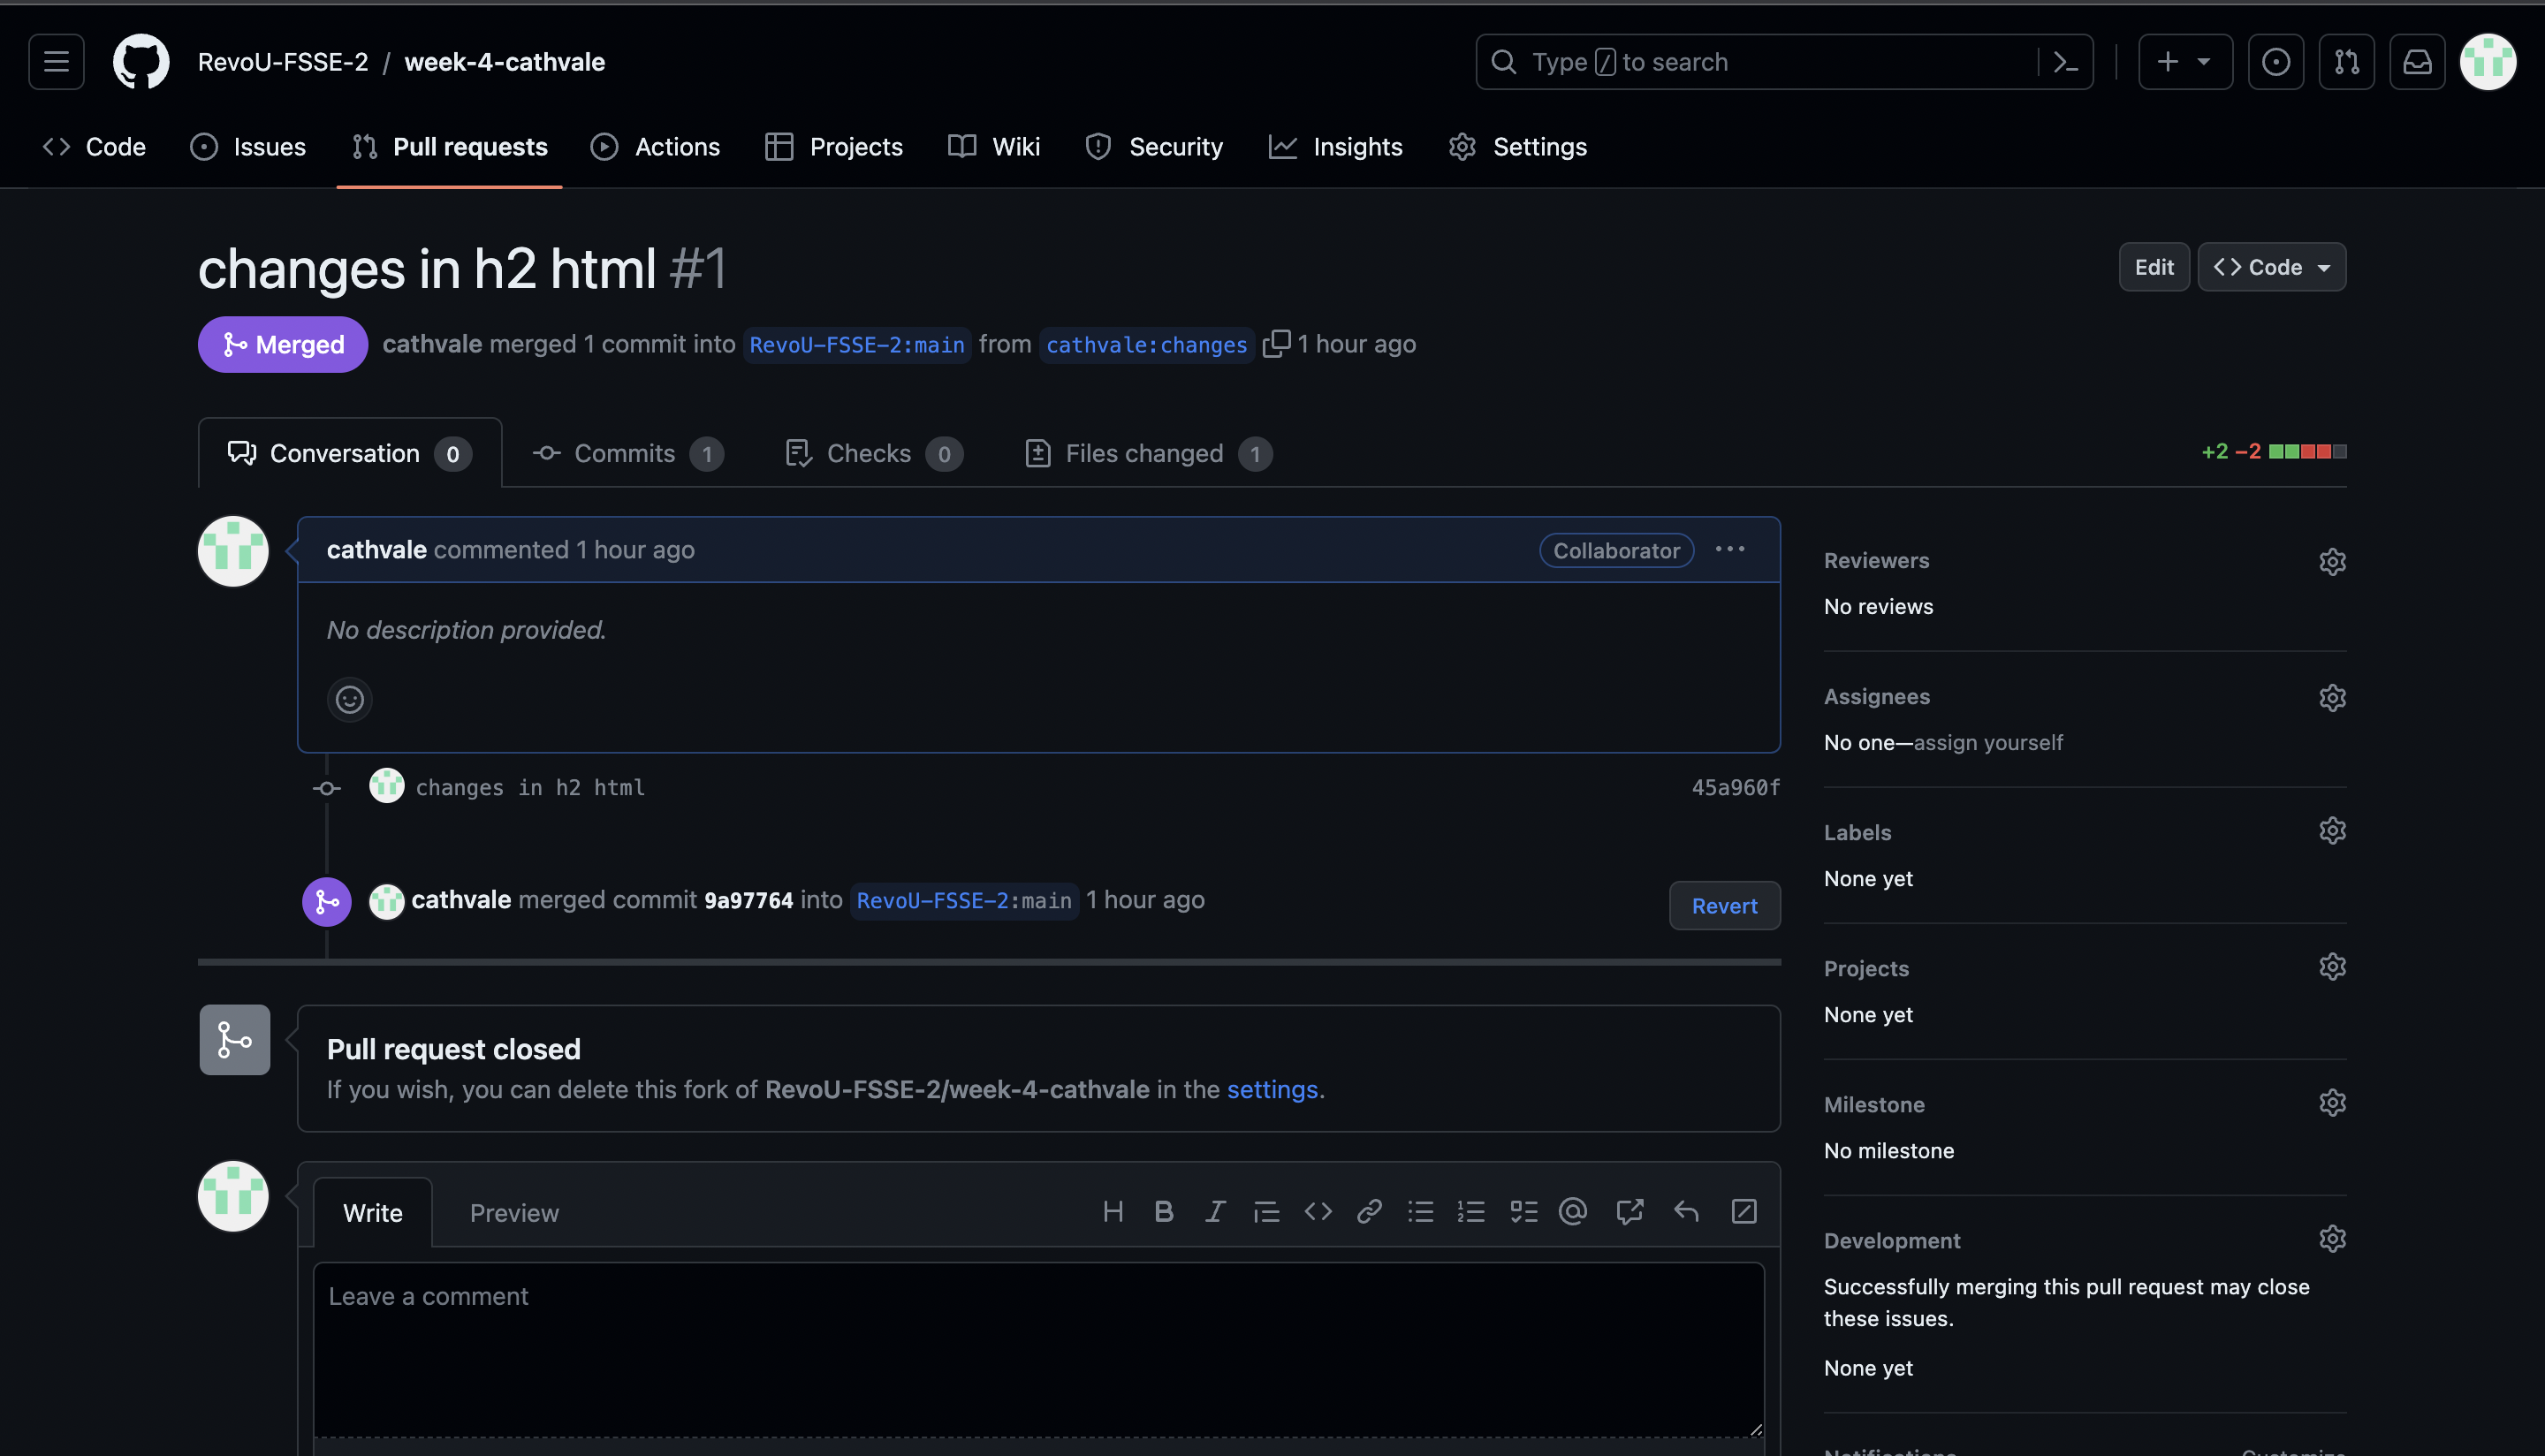 RevoU-FSSE-2 / week-4-cathvale
Type / to search
Code Issues Pull requests Actions Projects Wiki Security Insights Settings
changes in h2 html #1
Edit
Code
Merged cathvale merged 1 commit into RevoU-FSSE-2:main from cathvale:changes 1 hour ago
Conversation 0 Commits 1 Checks 0 Files changed 1
+2 −2
cathvale commented 1 hour ago
Collaborator
No description provided.
changes in h2 html 45a960f
cathvale merged commit 9a97764 into RevoU-FSSE-2:main 1 hour ago
Revert
Pull request closed
If you wish, you can delete this fork of RevoU-FSSE-2/week-4-cathvale in the settings.
Write Preview
Leave a comment
Reviewers
No reviews
Assignees
No one—assign yourself
Labels
None yet
Projects
None yet
Milestone
No milestone
Development
Successfully merging this pull request may close
these issues.
None yet
Notifications Customize